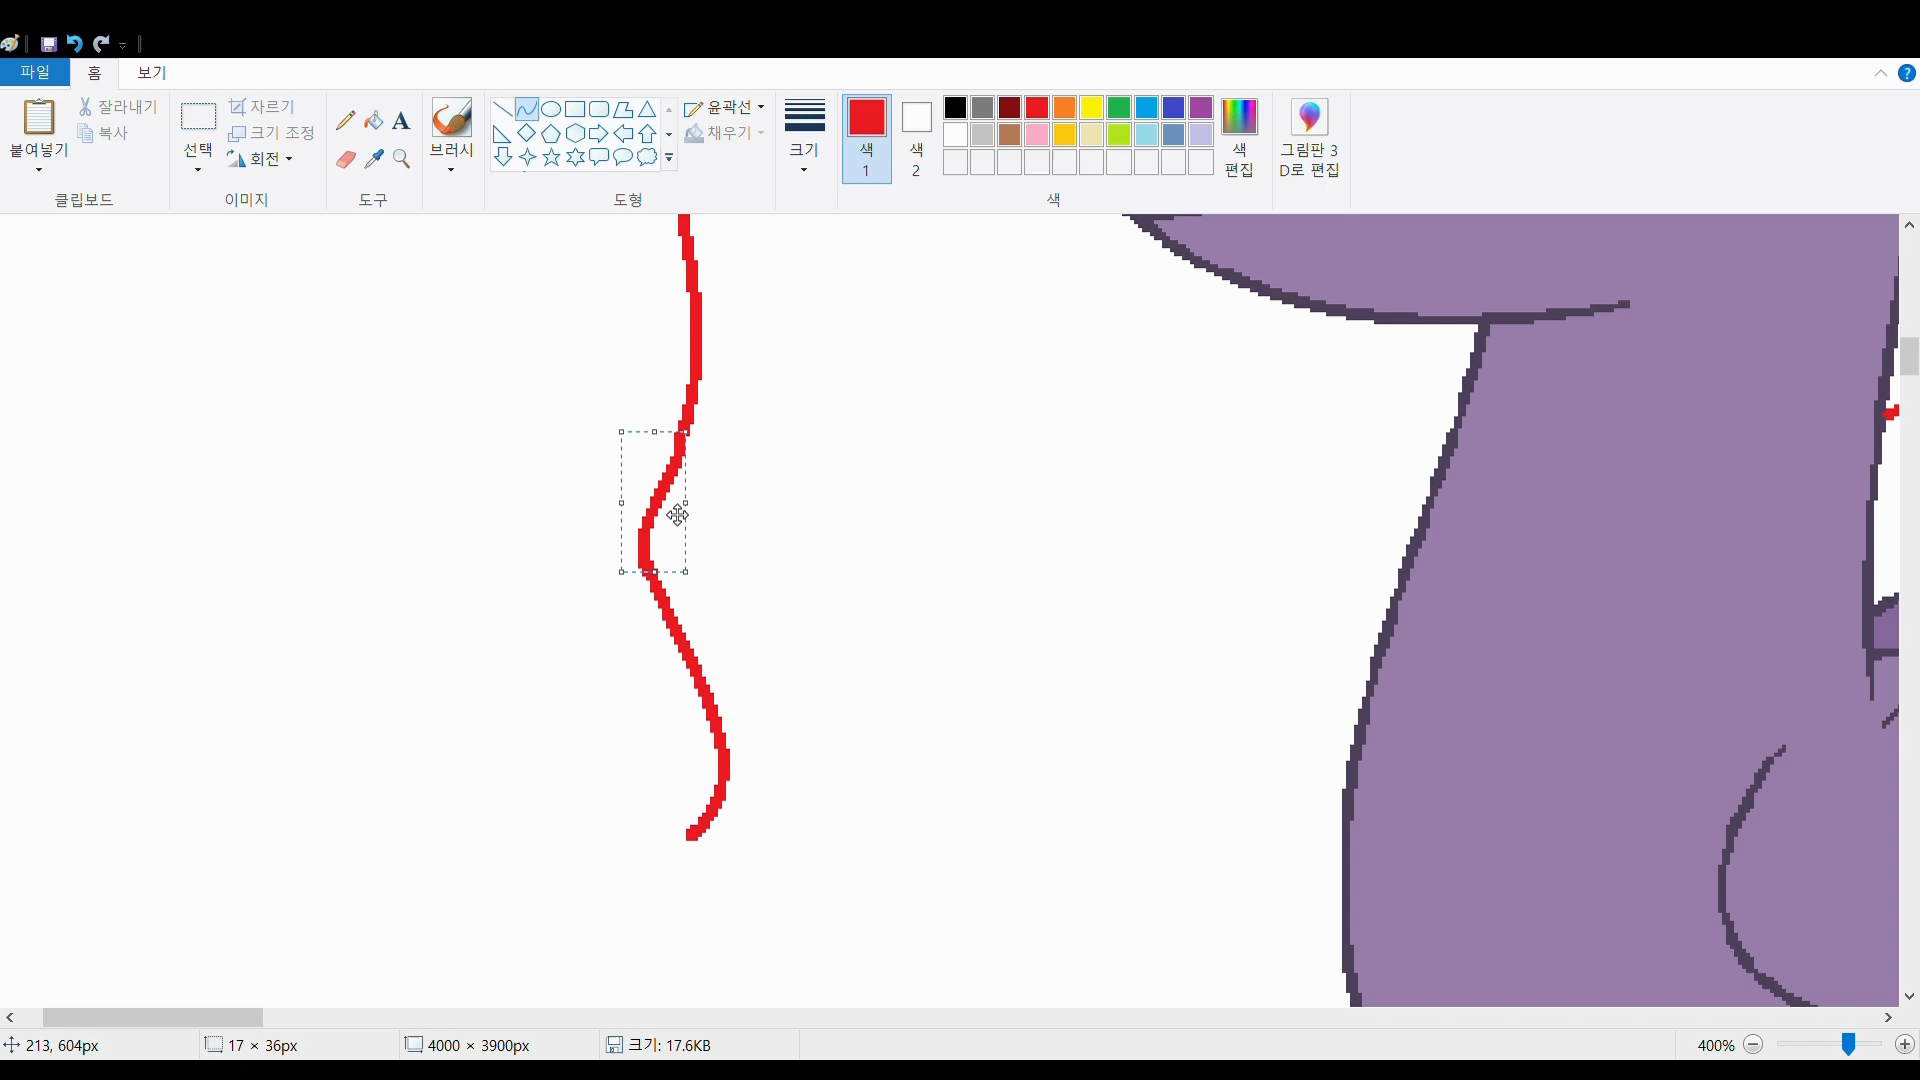 파일 홈 보기
붙여넣기
잘라내기
복사
클립보드
선택
자르기
크기 조정
회전
이미지
A
도구
브러시
윤곽선
채우기
도형
크기
색
1
색
2
색
편집
색
그림판 3
D로 편집
?
213, 604px
17 × 36px
4000 × 3900px
크기: 17.6KB
400%